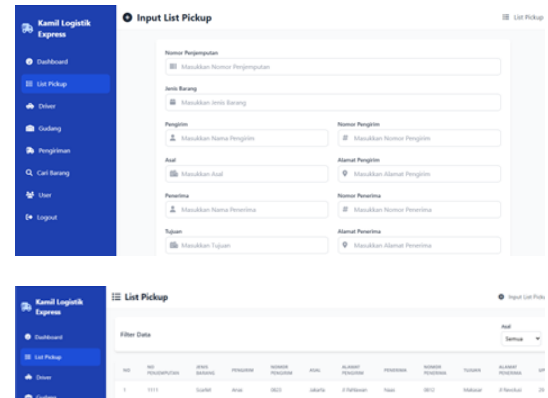 Kamil Logistik
Express
Dashboard
List Pickup
Driver
Gudang
Pengiriman
Cari Barang
User
Logout
Input List Pickup
List Pickup
Nomor Penjemputan
Masukkan Nomor Penjemputan
Jenis Barang
Masukkan Jenis Barang
Pengirim Nomor Pengirim
Masukkan Nama Pengirim Masukkan Nomor Pengirim
Asal Alamat Pengirim
Masukkan Asal Masukkan Alamat Pengirim
Penerima Nomor Penerima
Masukkan Nama Penerima Masukkan Nomor Penerima
Tujuan Alamat Penerima
Masukkan Tujuan Masukkan Alamat Penerima
Kamil Logistik
Express
Dashboard
List Pickup
Driver
List Pickup
Input List
Filter Data
Asal
Semua
NO NOMOR PENJEMPUTAN JENIS BARANG PENGIRIM NOMOR PENGIRIM ASAL ALAMAT PENGIRIM PENERIMA NOMOR PENERIMA TUJUAN ALAMAT PENERIMA
1 1111 Anas jakarta Makasar